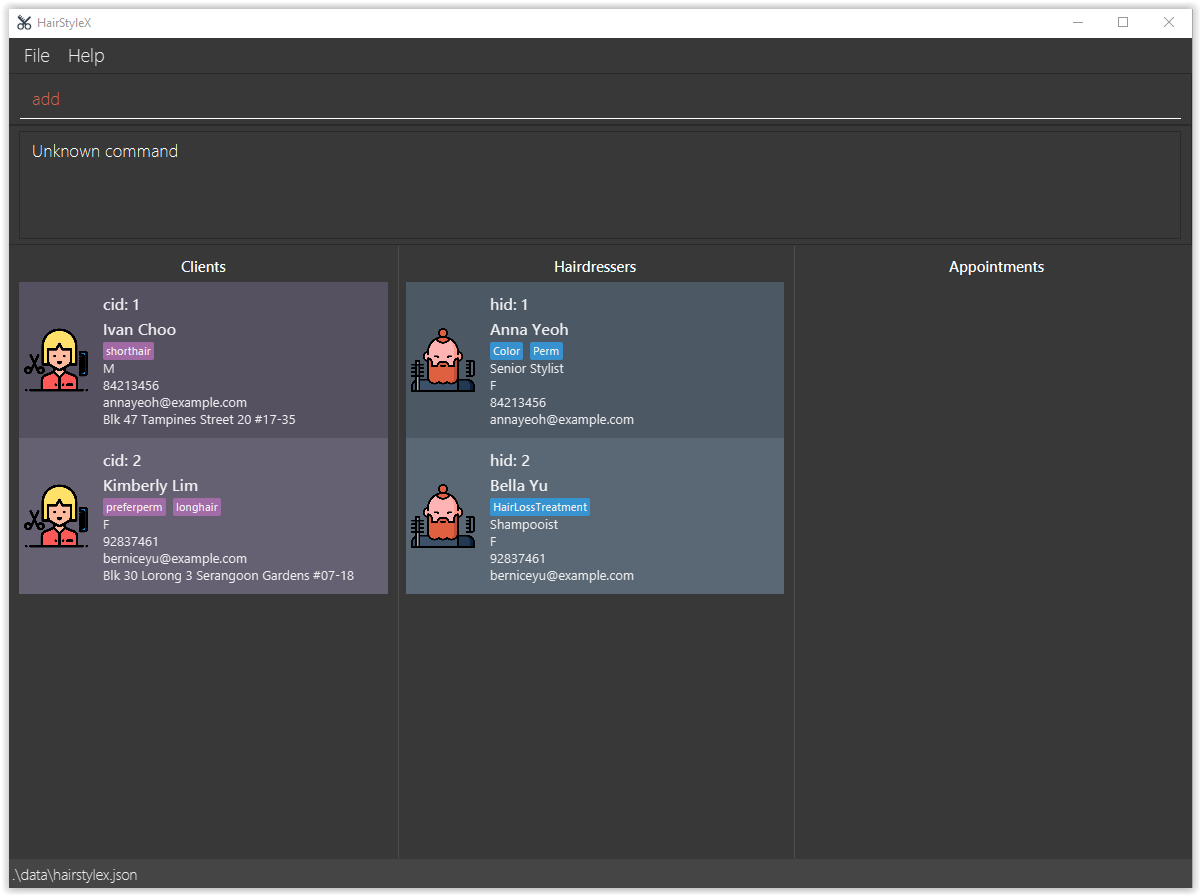 HairStyleX
File Help
add
Unknown command
Clients
cid: 1
Ivan Choo
shorthair
M
84213456
annayeoh@example.com
Blk 47 Tampines Street 20 #17-35
cid: 2
Kimberly Lim
preferperm longhair
F
92837461
berniceyu@example.com
Blk 30 Lorong 3 Serangoon Gardens #07-18
Hairdressers
hid: 1
Anna Yeoh
Color Perm
Senior Stylist
F
84213456
annayeoh@example.com
hid: 2
Bella Yu
HairLossTreatment
Shampooist
F
92837461
berniceyu@example.com
Appointments
.\data\hairstylex.json